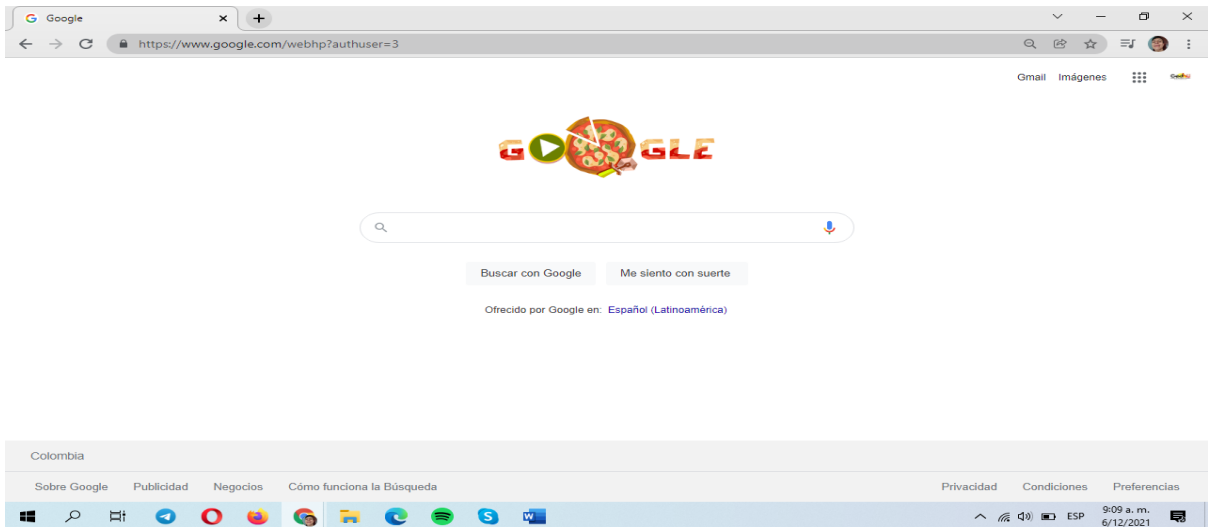 Google
https://www.google.com/webhp?authuser=3
Gmail Imágenes
GOOGLE
Buscar con Google Me siento con suerte
Ofrecido por Google en: Español (Latinoamérica)
Colombia
Sobre Google Publicidad Negocios Cómo funciona la Búsqueda Privacidad Condiciones Preferencias
ESP 9:09 a. m.
6/12/2021